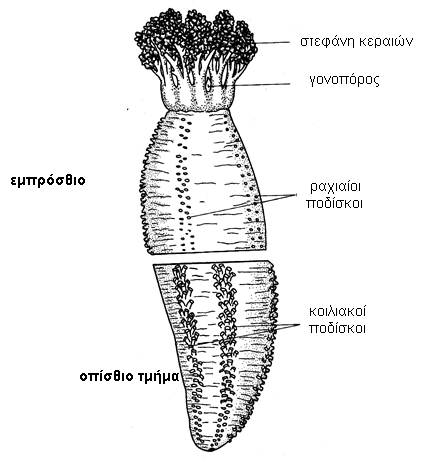 στεφάνη κεραιών
γονοπόρος
εμπρόσθιο
ραχιαίοι
ποδίσκοι
κοιλιακοί
ποδίσκοι
οπίσθιο τμήμα